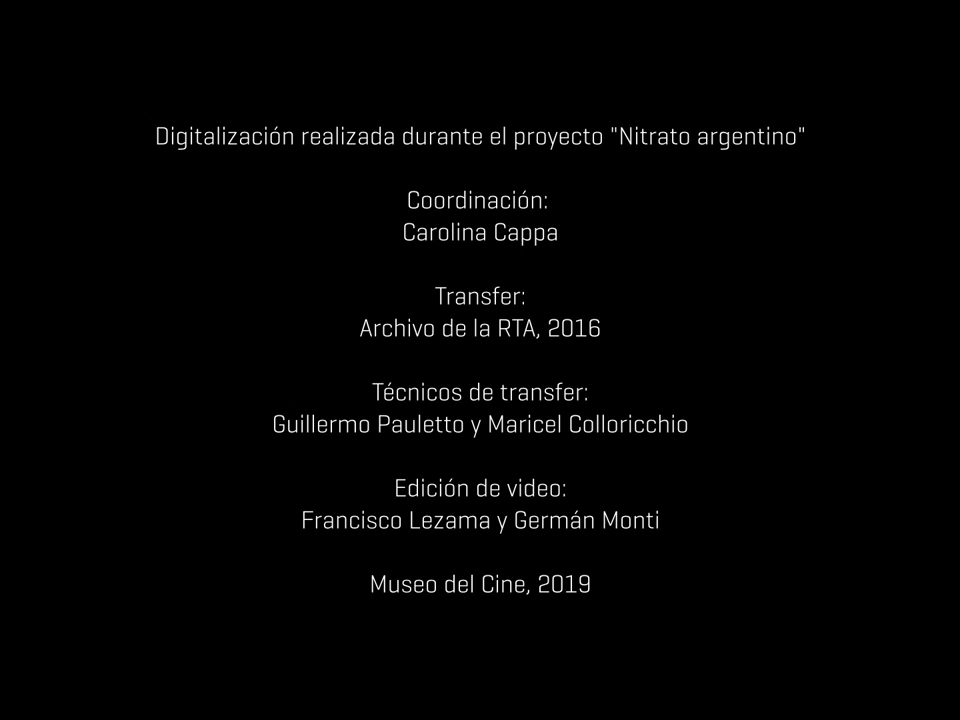 Digitalización realizada durante el proyecto "Nitrato argentino"
Coordinación:
Carolina Cappa
Transfer:
Archivo de la RTA, 2016
Técnicos de transfer:
Guillermo Pauletto y Maricel Colloricchio
Edición de video:
Francisco Lezama y Germán Monti
Museo del Cine, 2019